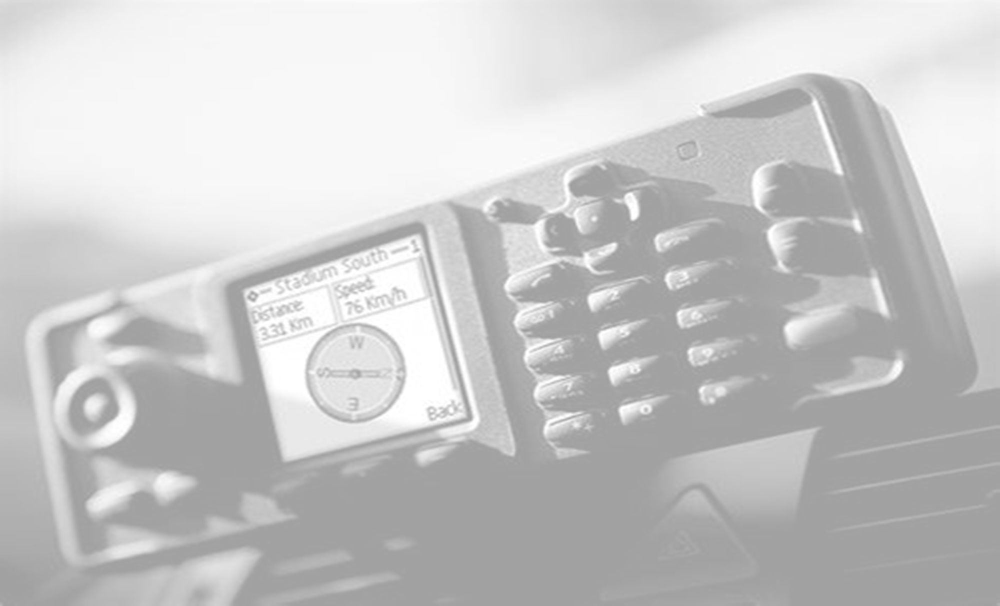 Stadium South 1
Distance: Speed:
3.31 Km 76 Km/h
W
S N
E
Back
2 3
1
5 6
4
8 9
7
0 #
*+